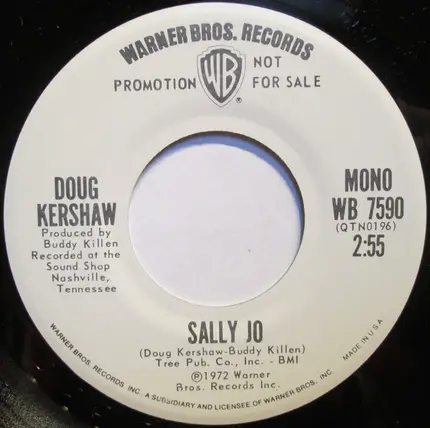 WARNER BROS. RECORDS
PROMOTION WB NOT FOR SALE
®
DOUG
KERSHAW
Produced by
Buddy Killen
Recorded at the
Sound Shop
Nashville,
Tennessee
MONO
WB 7590
(QTN0196)
2:55
SALLY JO
(Doug Kershaw-Buddy Killen)
Tree Pub. Co., Inc. - BMI
Ⓟ1972 Warner
Bros. Records Inc.
WARNER BROS. RECORDS INC. A SUBSIDIARY AND LICENSEE OF WARNER BROS. INC.
MADE IN U.S.A